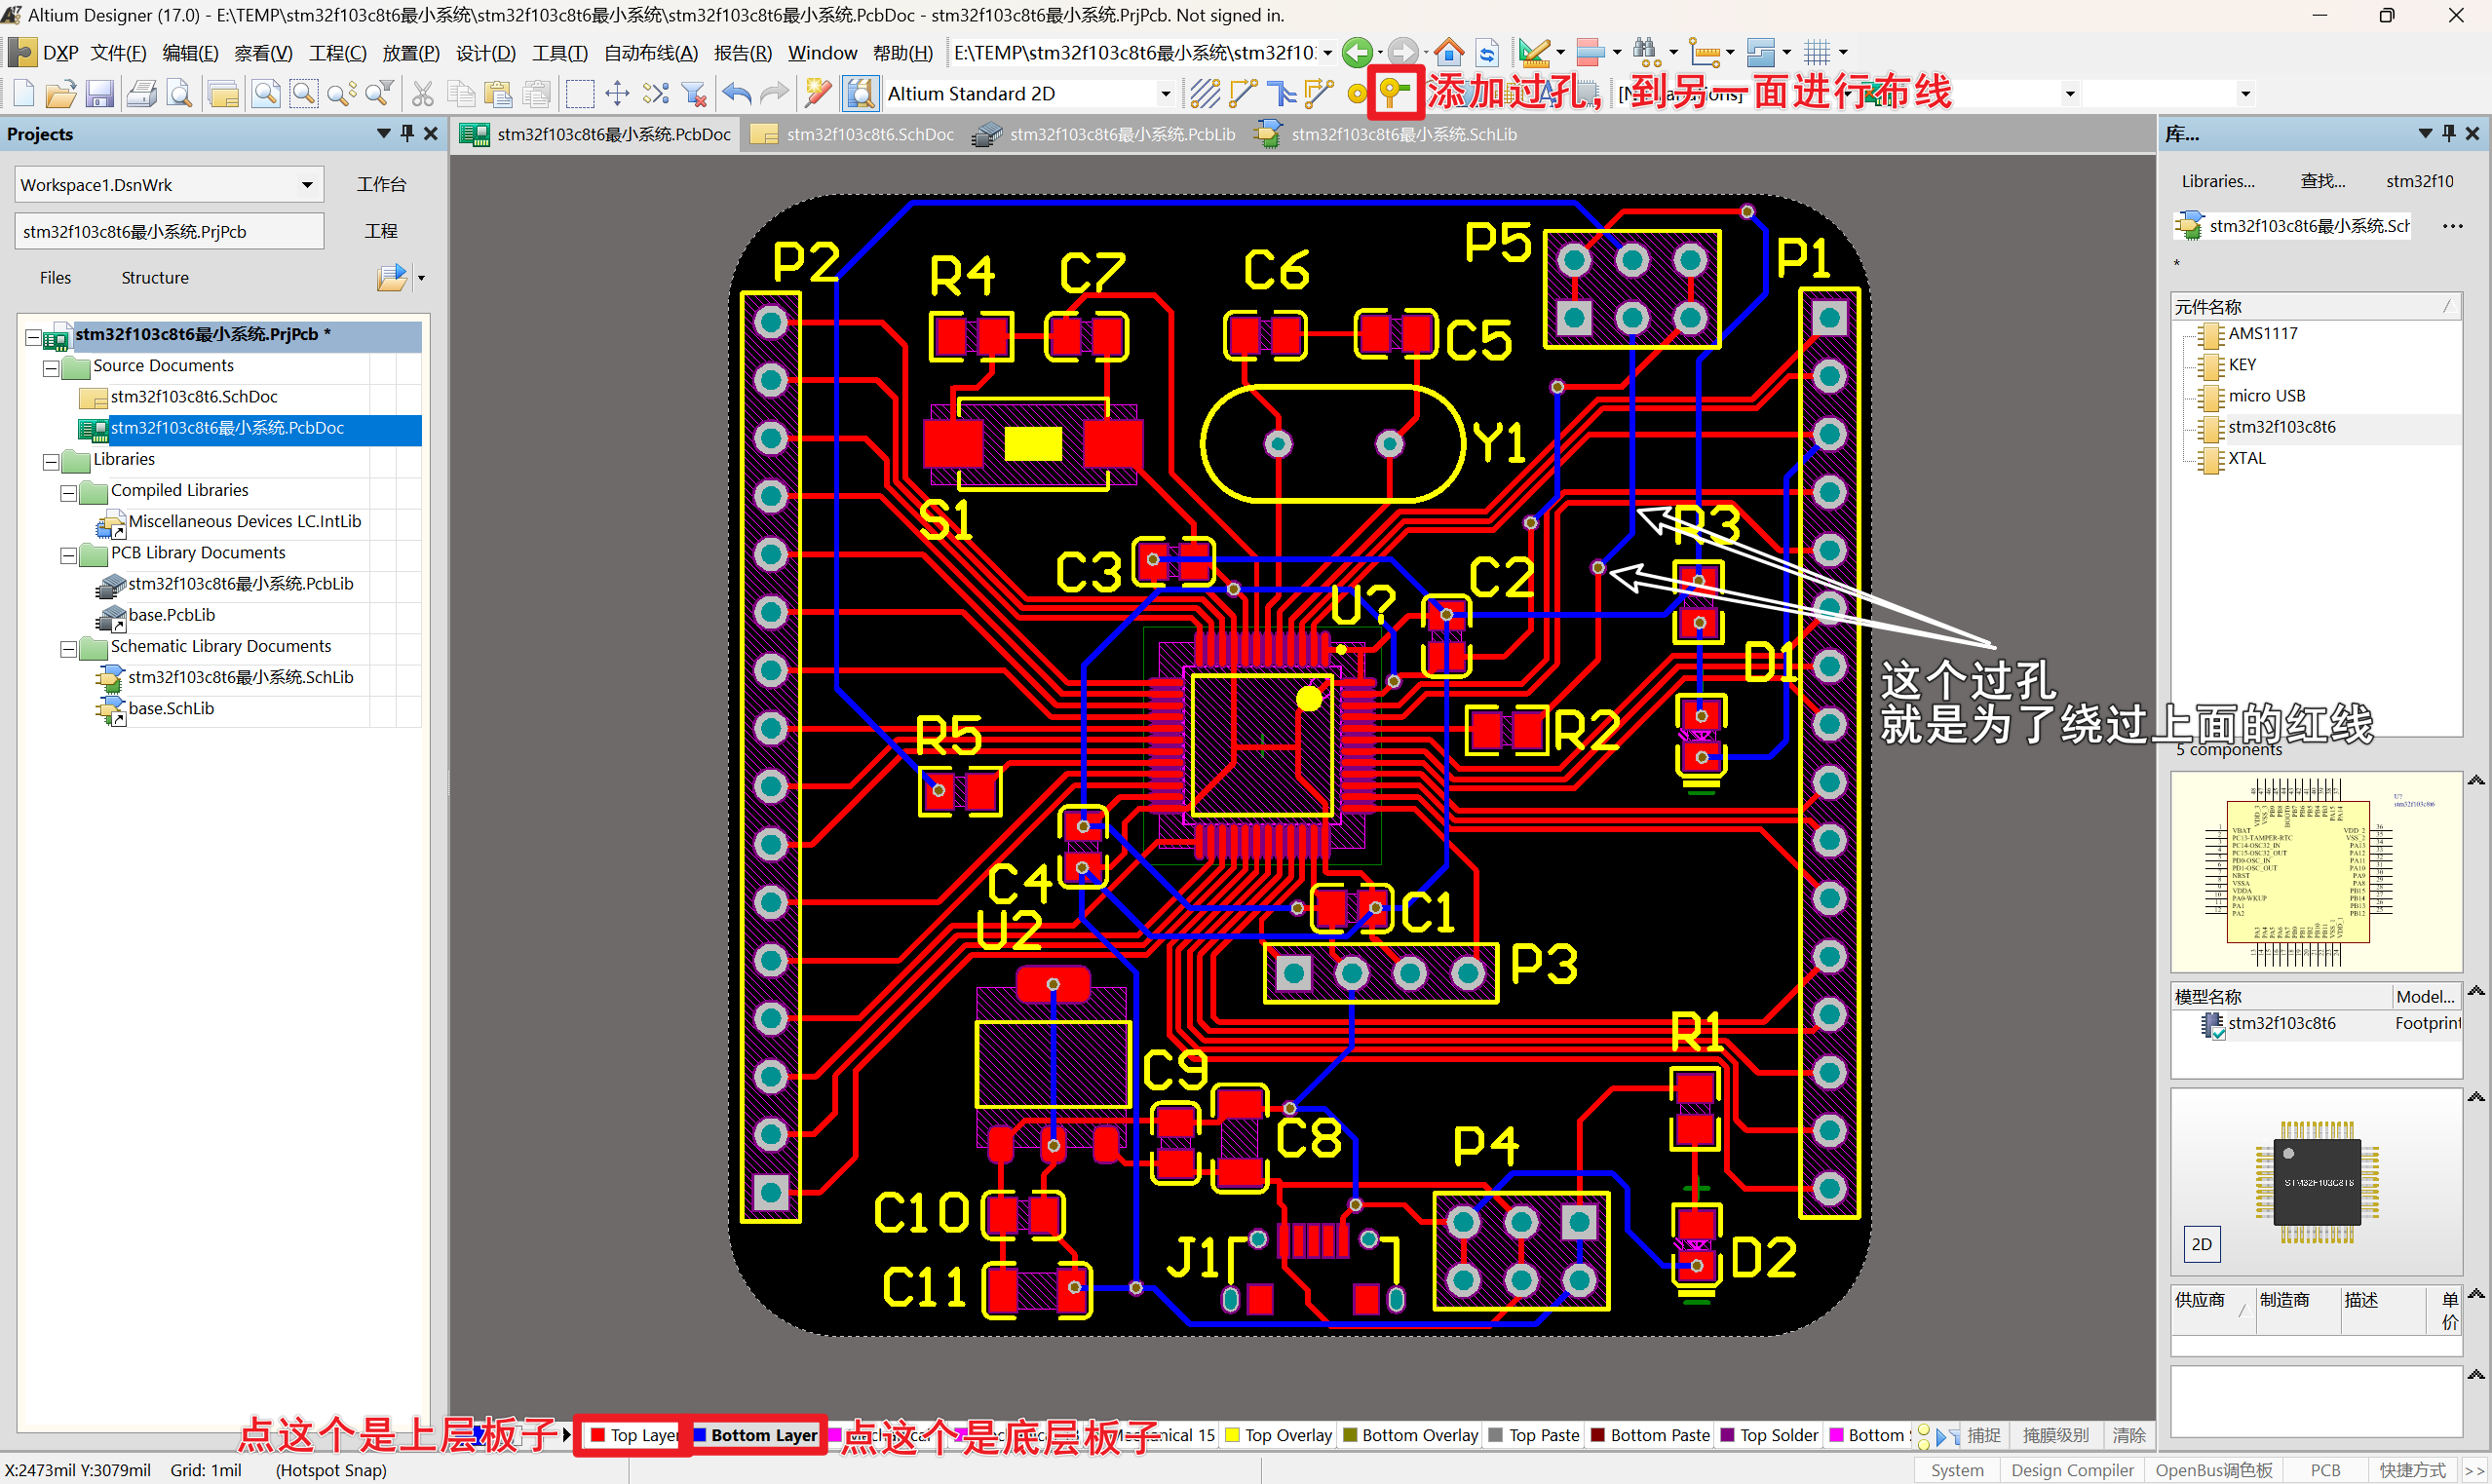 Altium Designer (17.0) - E:\TEMP\stm32f103c8t6最小系统\stm32f103c8t6最小系统\stm32f103c8t6最小系统.PcbDoc - stm32f103c8t6最小系统.PrjPcb. Not signed in.
DXP 文件(F) 编辑(E) 察看(V) 工程(C) 放置(P) 设计(D) 工具(T) 自动布线(A) 报告(R) Window 帮助(H) E:\TEMP\stm32f103c8t6最小系统\stm32f10
Altium Standard 2D
添加过孔，到另一面进行布线
Projects
stm32f103c8t6最小系统.PcbDoc stm32f103c8t6.SchDoc stm32f103c8t6最小系统.PcbLib stm32f103c8t6最小系统.SchLib
库...
Workspace1.DsnWrk 工作台
stm32f103c8t6最小系统.PrjPcb 工程
Files Structure
stm32f103c8t6最小系统.PrjPcb *
Source Documents
stm32f103c8t6.SchDoc
stm32f103c8t6最小系统.PcbDoc
Libraries
Compiled Libraries
Miscellaneous Devices LC.IntLib
PCB Library Documents
stm32f103c8t6最小系统.PcbLib
base.PcbLib
Schematic Library Documents
stm32f103c8t6最小系统.SchLib
base.SchLib
P2
R4
C7
C6
P5
P1
C5
Y1
S1
C3
C2
R3
U?
D1
R5
R2
C4
U2
C1
P3
R1
C9
C8
P4
C10
C11
J1
D2
这个过孔
就是为了绕过上面的红线
Libraries... 查找... stm32f10
stm32f103c8t6最小系统.Sch ...
*
元件名称
AMS1117
KEY
micro USB
stm32f103c8t6
XTAL
5 components
模型名称 Model...
stm32f103c8t6 Footprint
STM32F103C8T6
2D
供应商 制造商 描述 单价
点这个是上层板子
Top Layer
Bottom Layer
点这个是底层板子
15 Top Overlay Bottom Overlay Top Paste Bottom Paste Top Solder Bottom
捕捉 掩膜级别 清除
X:2473mil Y:3079mil Grid: 1mil (Hotspot Snap)
System Design Compiler OpenBus调色板 PCB 快捷方式 >>